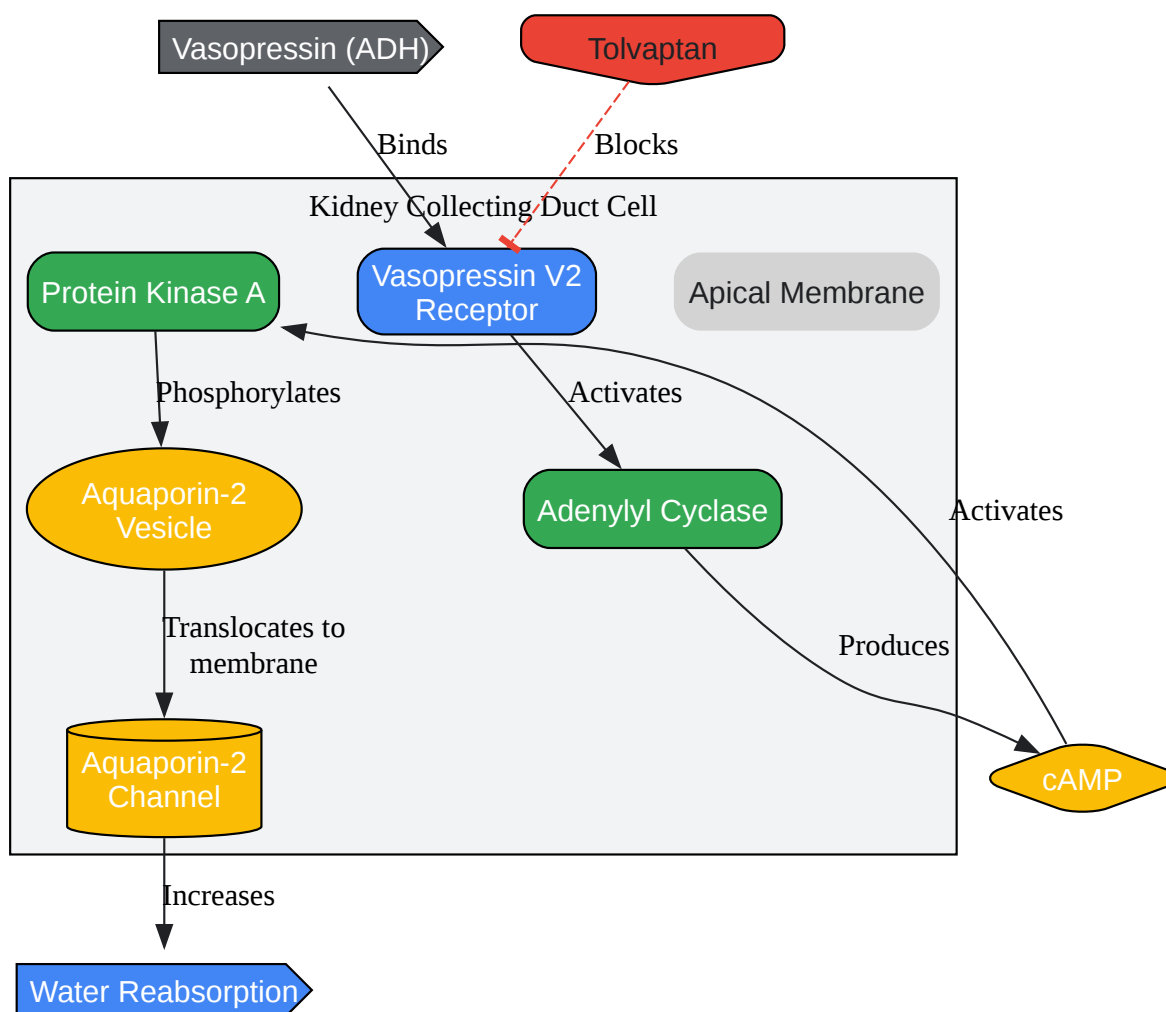 Vasopressin (ADH)
Tolvaptan
Binds
Blocks
Kidney Collecting Duct Cell
Protein Kinase A
Vasopressin V2
Receptor
Apical Membrane
Phosphorylates
Activates
Aquaporin-2
Vesicle
Adenylyl Cyclase
Activates
Translocates to
membrane
Produces
Aquaporin-2
Channel
cAMP
Increases
Water Reabsorption